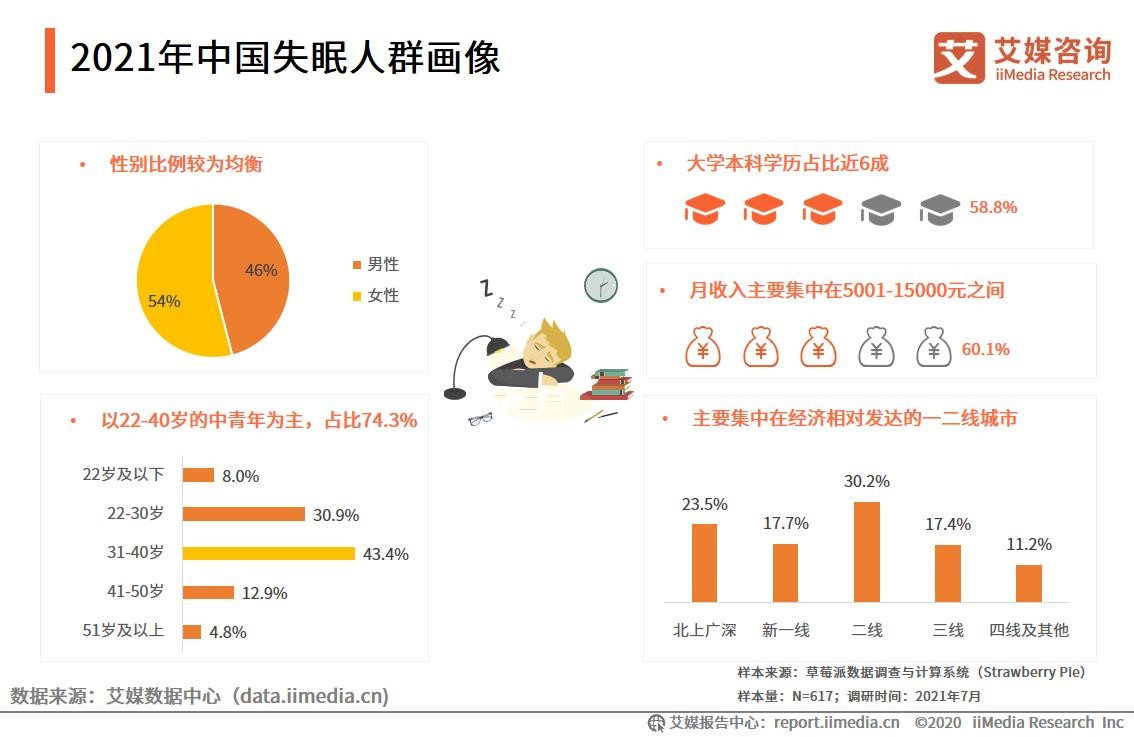 2021年中国失眠人群画像
艾
艾媒咨询
iiMedia Research
• 性别比例较为均衡
46%
54%
男性
女性
• 以22-40岁的中青年为主，占比74.3%
22岁及以下 8.0%
22-30岁 30.9%
31-40岁 43.4%
41-50岁 12.9%
51岁及以上 4.8%
Z
Z
Z
Z
• 大学本科学历占比近6成
58.8%
• 月收入主要集中在5001-15000元之间
¥ ¥ ¥ ¥ ¥
60.1%
• 主要集中在经济相对发达的一二线城市
23.5% 17.7% 30.2% 17.4% 11.2%
北上广深 新一线 二线 三线 四线及其他
样本来源：草莓派数据调查与计算系统（Strawberry Pie）
样本量：N=617；调研时间：2021年7月
数据来源：艾媒数据中心（data.iimedia.cn)
艾媒报告中心：report.iimedia.cn ©2020 iiMedia Research Inc